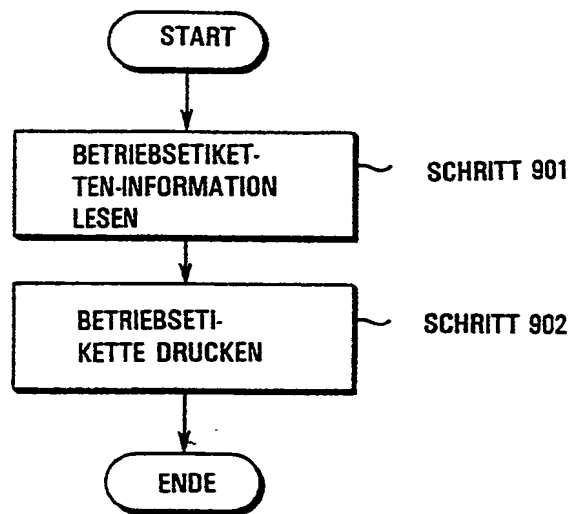 START
BETRIEBSETIKET-
TEN-INFORMATION
LESEN
SCHRITT 901
BETRIEBSETI-
KETTE DRUCKEN
SCHRITT 902
ENDE